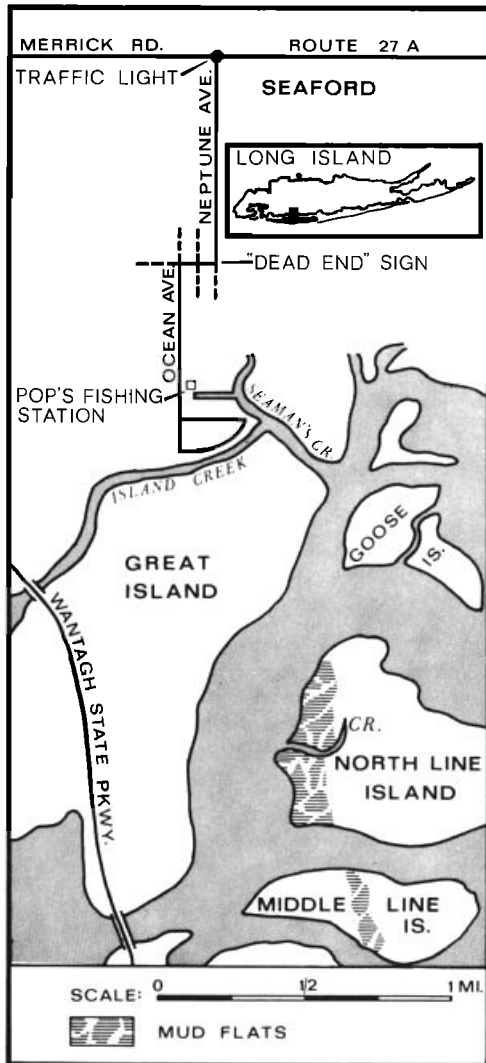 MERRICK RD. ROUTE 27 A
TRAFFIC LIGHT
NEPTUNE AVE.
SEAFORD
LONG ISLAND
"DEAD END" SIGN
OCEAN AVE.
POP'S FISHING
STATION
SEAMAN'S CR.
ISLAND CREEK
GOOSE
IS.
GREAT
ISLAND
WANTAGH STATE PKWY.
CR.
NORTH LINE
ISLAND
MIDDLE LINE
IS.
SCALE: 0 1/2 1 MI.
MUD FLATS